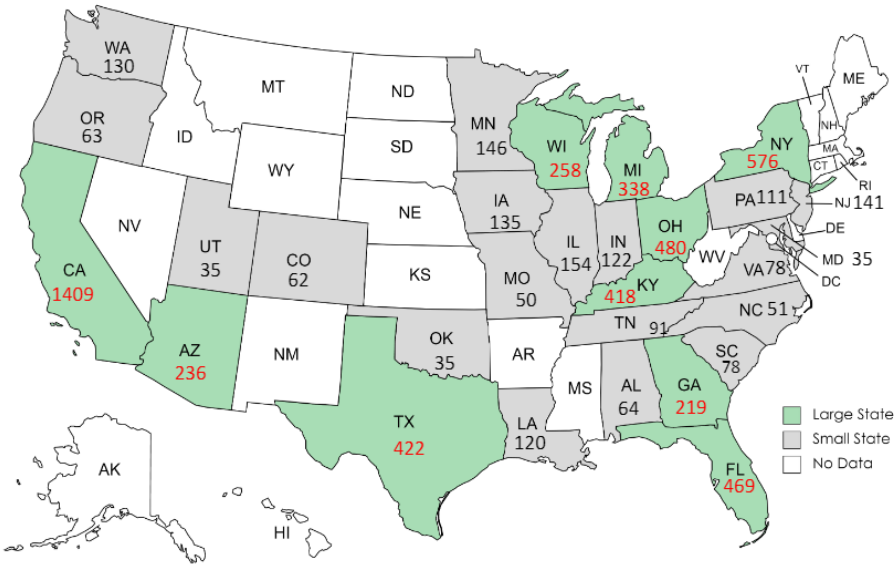 WA
130
MT
ND
VT
ME
OR
63
ID
MN
146
NH
WI
258
NY
576
SD
MI
338
MA
CT
WY
RI
IA
135
PA 111
NJ 141
NE
NV
OH
480
DE
UT
35
IL
154
IN
122
WV
MD 35
CO
62
DC
CA
1409
KS
MO
50
VA 78
KY
418
NC 51
TN 91
OK
35
AZ
236
NM
AR
SC
78
MS
AL
64
GA
219
TX
422
LA
120
Large State
Small State
No Data
AK
FL
469
HI